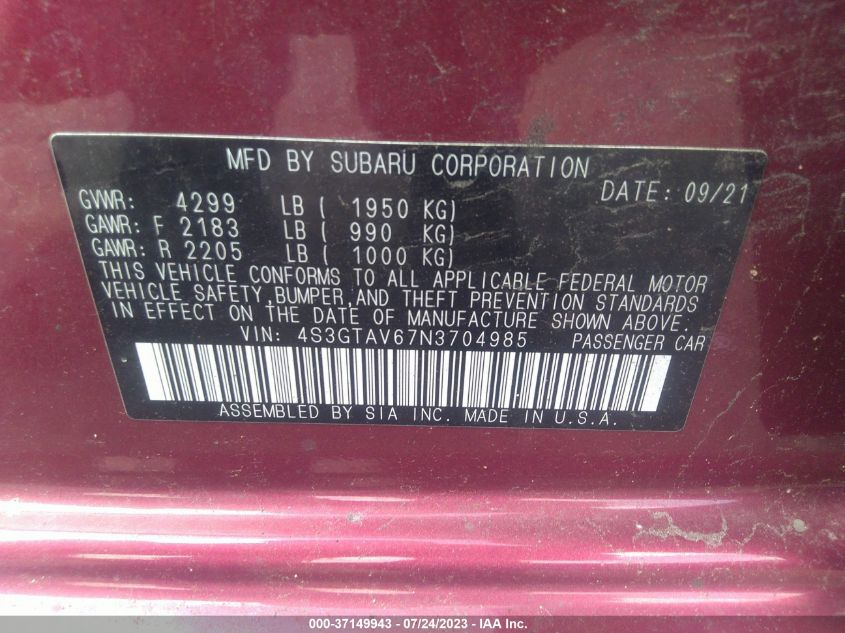 MFD BY SUBARU CORPORATION
DATE: 09/21
GVWR: 4299 LB ( 1950 KG)
GAWR: F 2183 LB ( 990 KG)
GAWR: R 2205 LB ( 1000 KG)
THIS VEHICLE CONFORMS TO ALL APPLICABLE FEDERAL MOTOR
VEHICLE SAFETY,BUMPER,AND THEFT PREVENTION STANDARDS
IN EFFECT ON THE DATE OF MANUFACTURE SHOWN ABOVE.
VIN: 4S3GTAV67N3704985 PASSENGER CAR
ASSEMBLED BY SIA INC. MADE IN U.S.A.
000-37149943 - 07/24/2023 - IAA Inc.